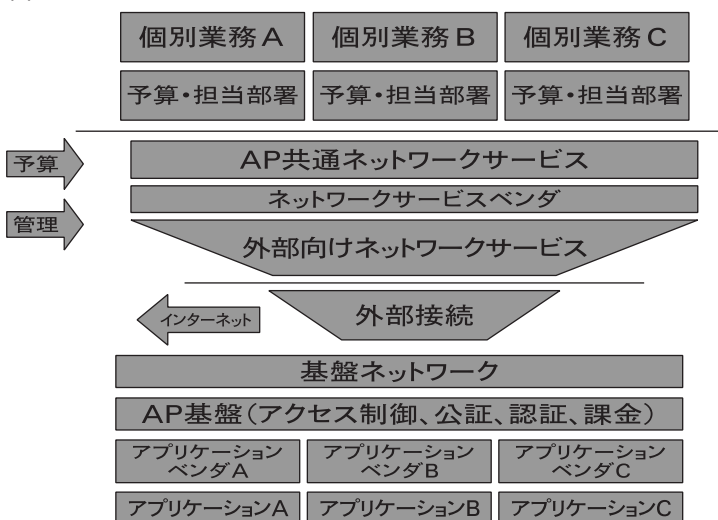 個別業務A
個別業務B
個別業務C
予算・担当部署
予算・担当部署
予算・担当部署
予算
AP共通ネットワークサービス
ネットワークサービスベンダ
管理
外部向けネットワークサービス
インターネット
外部接続
基盤ネットワーク
AP基盤(アクセス制御、公証、認証、課金)
アプリケーション
ベンダA
アプリケーション
ベンダB
アプリケーション
ベンダC
アプリケーションA
アプリケーションB
アプリケーションC